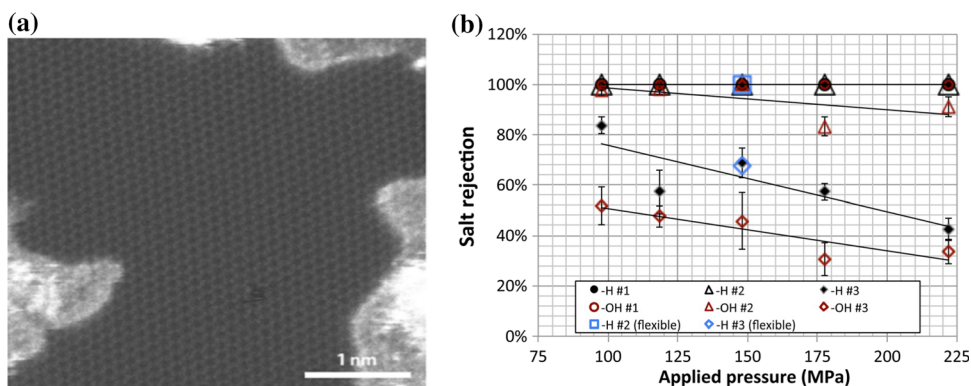 (a)
1 nm
(b)
Salt rejection
120%
100%
80%
60%
40%
20%
0%
-H #1 -H #2 -H #3
-OH #1 -OH #2 -OH #3
-H #2 (flexible) -H #3 (flexible)
75 100 125 150 175 200 225
Applied pressure (MPa)